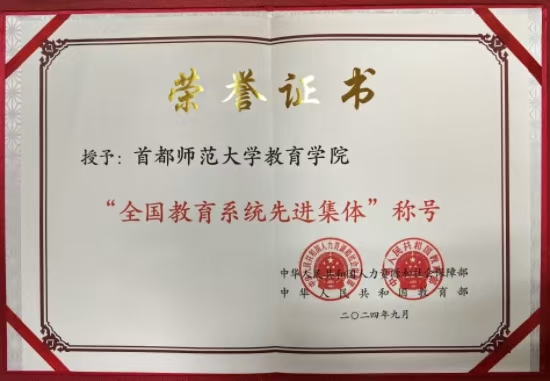 荣誉证书
授予：首都师范大学教育学院
“全国教育系统先进集体”称号
中华人民共和国人力资源和社会保障部
中华人民共和国教育部
二〇二四年九月